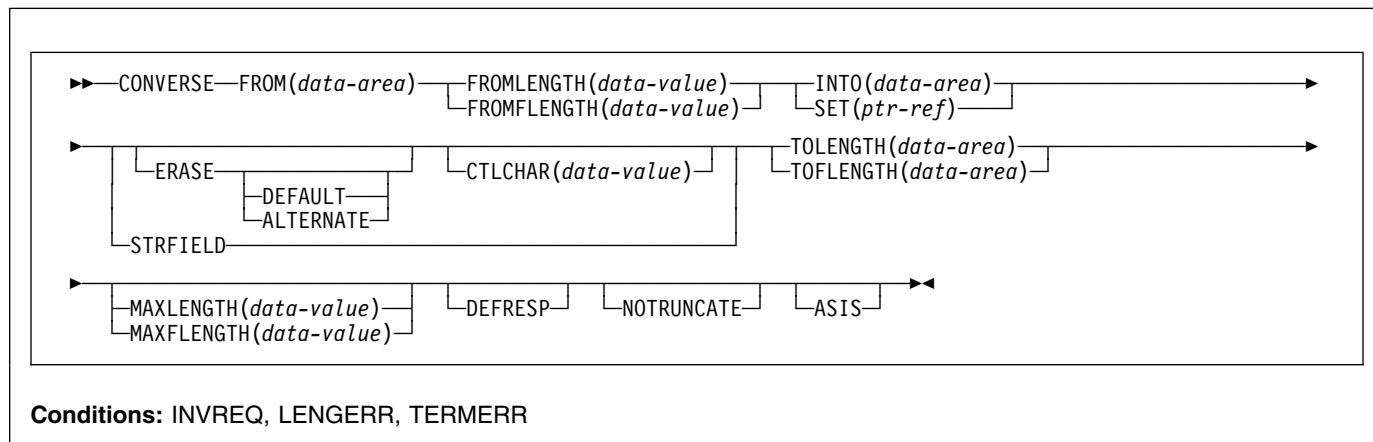 CONVERSE FROM(data-area) FROMLENGTH(data-value) INTO(data-area)
FROMFLENGTH(data-value) SET(ptr-ref)
ERASE CTLCHAR(data-value) TOLENGTH(data-area)
DEFAULT TOFLENGTH(data-area)
ALTERNATE
STRFIELD
MAXLENGTH(data-value) DEFRESP NOTRUNCATE ASIS
MAXFLENGTH(data-value)
Conditions: INVREQ, LENGERR, TERMERR